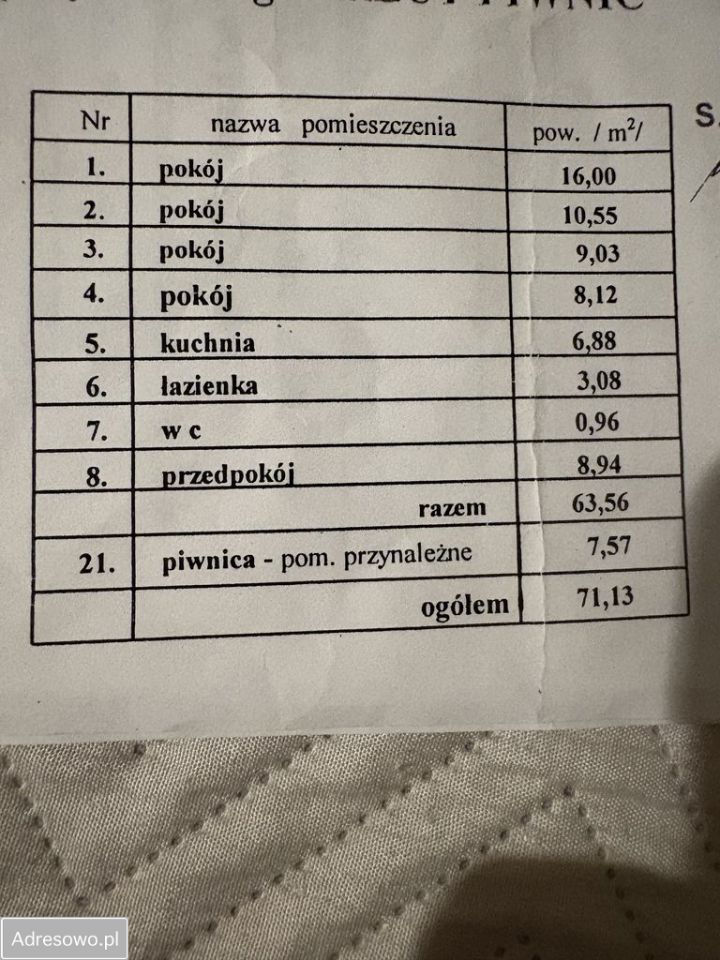 PIWNIC
S.
Nr nazwa pomieszczenia pow. / m²/
1. pokój 16,00
2. pokój 10,55
3. pokój 9,03
4. pokój 8,12
5. kuchnia 6,88
6. łazienka 3,08
7. w c 0,96
8. przedpokój 8,94
razem 63,56
21. piwnica - pom. przynależne 7,57
ogółem 71,13
Adresowo.pl